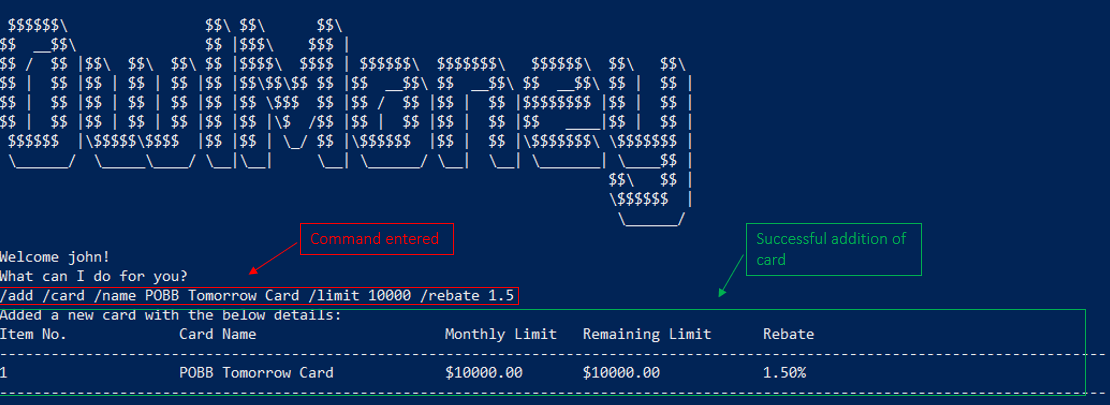 OwlMoney
Command entered
Successful addition of
card
Welcome john!
What can I do for you?
/add /card /name POBB Tomorrow Card /limit 10000 /rebate 1.5
Added a new card with the below details:
Item No. Card Name Monthly Limit Remaining Limit Rebate
1 POBB Tomorrow Card $10000.00 $10000.00 1.50%